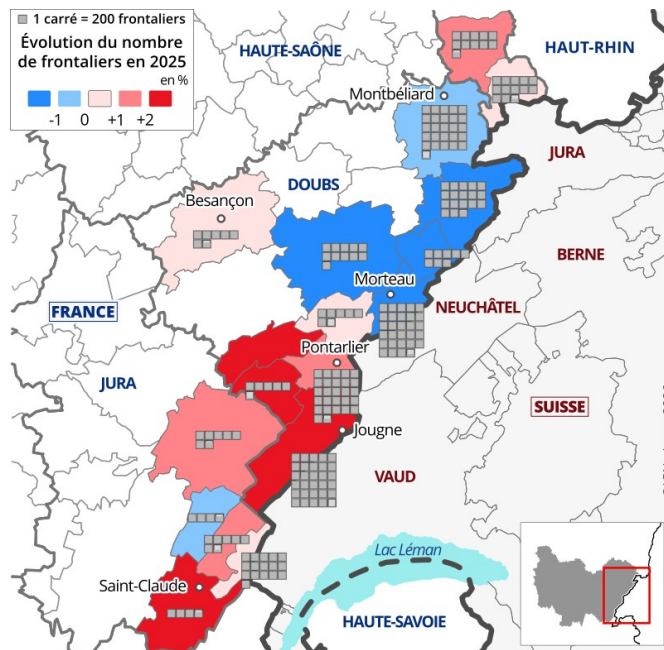 1 carré = 200 frontaliers
Évolution du nombre
de frontaliers en 2025
en %
-1 0 +1 +2
HAUTE-SAÔNE
HAUT-RHIN
Montbéliard
JURA
DOUBS
Besançon
BERNE
Morteau
FRANCE
NEUCHÂTEL
Pontarlier
JURA
SUISSE
Jougne
VAUD
Lac Léman
Saint-Claude
HAUTE-SAVOIE